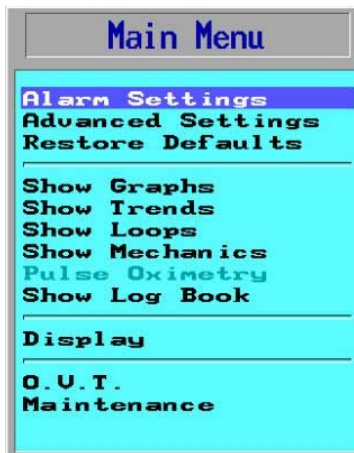 Main Menu
Alarm Settings
Advanced Settings
Restore Defaults
Show Graphs
Show Trends
Show Loops
Show Mechanics
Pulse Oximetry
Show Log Book
Display
O.V.T.
Maintenance